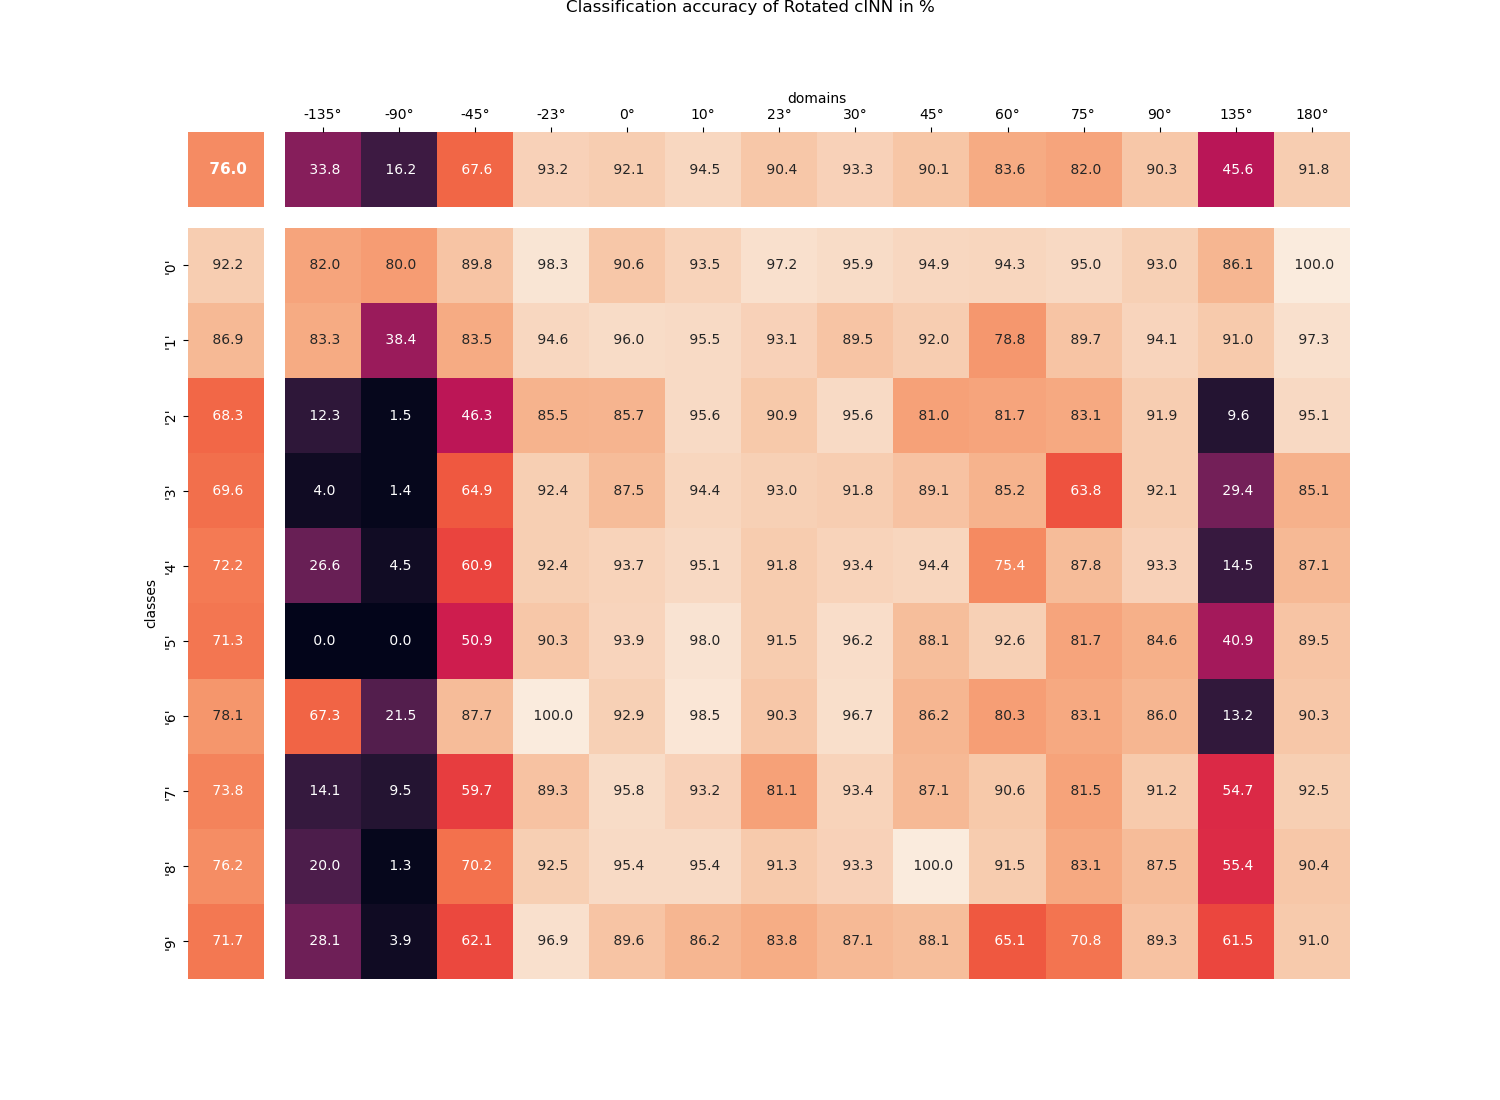 Classification accuracy of Rotated cINN in %
domains
-135° -90° -45° -23° 0° 10° 23° 30° 45° 60° 75° 90° 135° 180°
76.0 33.8 16.2 67.6 93.2 92.1 94.5 90.4 93.3 90.1 83.6 82.0 90.3 45.6 91.8
'0' 92.2 82.0 80.0 89.8 98.3 90.6 93.5 97.2 95.9 94.9 94.3 95.0 93.0 86.1 100.0
'1' 86.9 83.3 38.4 83.5 94.6 96.0 95.5 93.1 89.5 92.0 78.8 89.7 94.1 91.0 97.3
'2' 68.3 12.3 1.5 46.3 85.5 85.7 95.6 90.9 95.6 81.0 81.7 83.1 91.9 9.6 95.1
'3' 69.6 4.0 1.4 64.9 92.4 87.5 94.4 93.0 91.8 89.1 85.2 63.8 92.1 29.4 85.1
'4' 72.2 26.6 4.5 60.9 92.4 93.7 95.1 91.8 93.4 94.4 75.4 87.8 93.3 14.5 87.1
classes
'5' 71.3 0.0 0.0 50.9 90.3 93.9 98.0 91.5 96.2 88.1 92.6 81.7 84.6 40.9 89.5
'6' 78.1 67.3 21.5 87.7 100.0 92.9 98.5 90.3 96.7 86.2 80.3 83.1 86.0 13.2 90.3
'7' 73.8 14.1 9.5 59.7 89.3 95.8 93.2 81.1 93.4 87.1 90.6 81.5 91.2 54.7 92.5
'8' 76.2 20.0 1.3 70.2 92.5 95.4 95.4 91.3 93.3 100.0 91.5 83.1 87.5 55.4 90.4
'9' 71.7 28.1 3.9 62.1 96.9 89.6 86.2 83.8 87.1 88.1 65.1 70.8 89.3 61.5 91.0